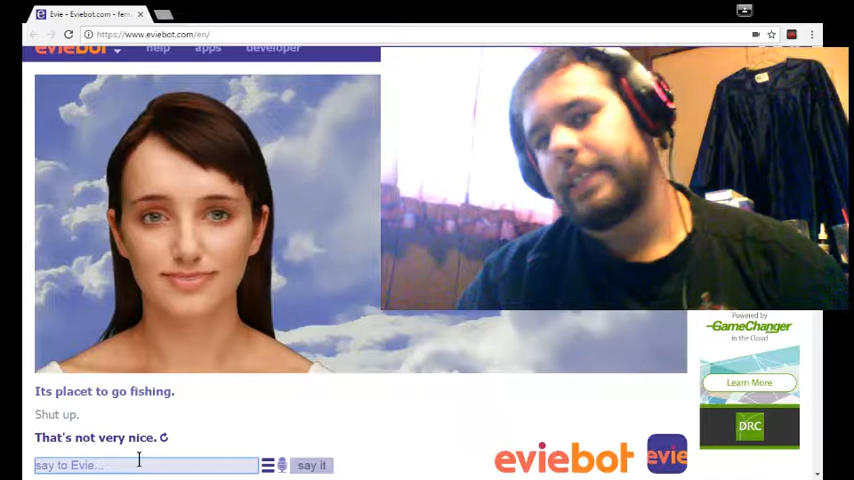 Evie - Eviebot.com - fem
https://www.eviebot.com/en/
eviebot
help
apps
developer
Its placet to go fishing.
Shut up.
That's not very nice.
say to Evie...
say it
eviebot
evie
Powered by
GameChanger
in the Cloud
Learn More
DRC